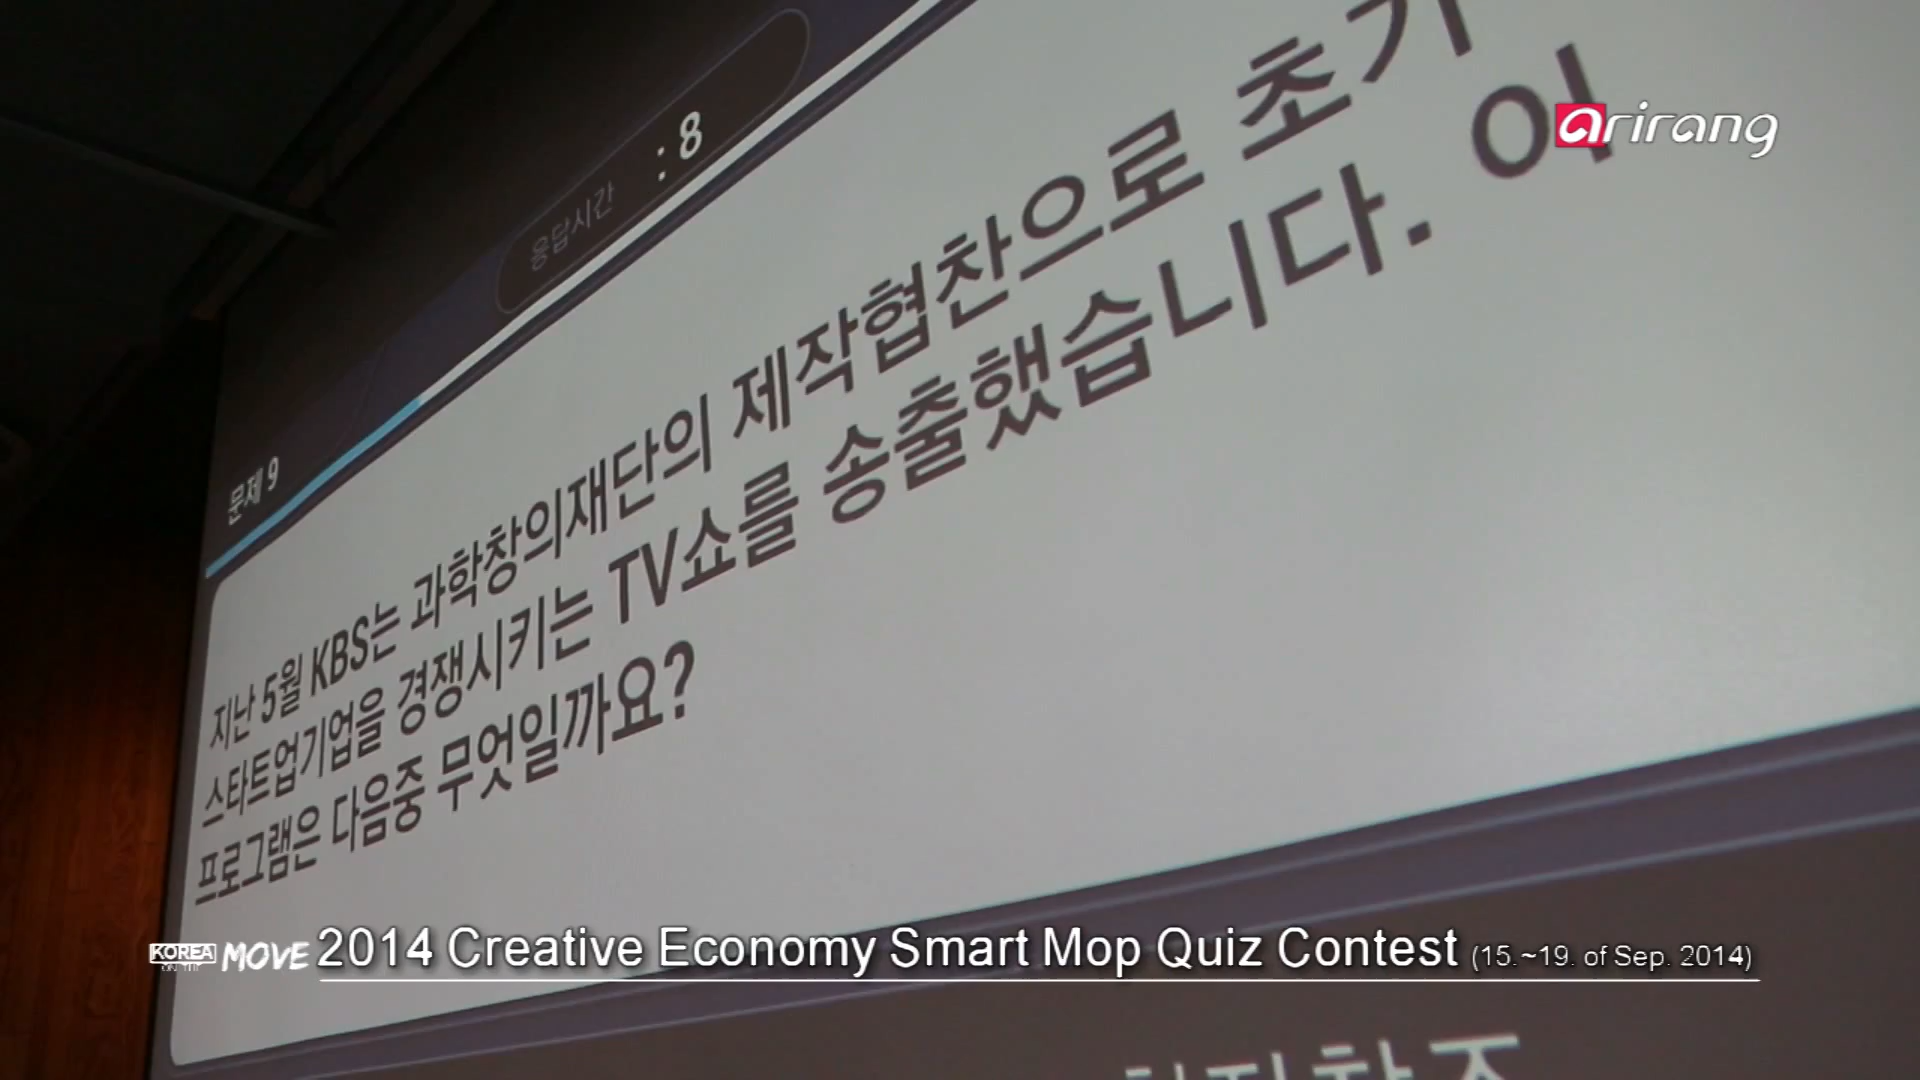 arirang
응답시간 : 8
문제 9
지난 5월 KBS는 과학창의재단의 제작협찬으로 초기
스타트업기업을 경쟁시키는 TV쇼를 송출했습니다. 이
프로그램은 다음중 무엇일까요?
KOREA ON THE MOVE
2014 Creative Economy Smart Mop Quiz Contest (15.~19. of Sep. 2014)